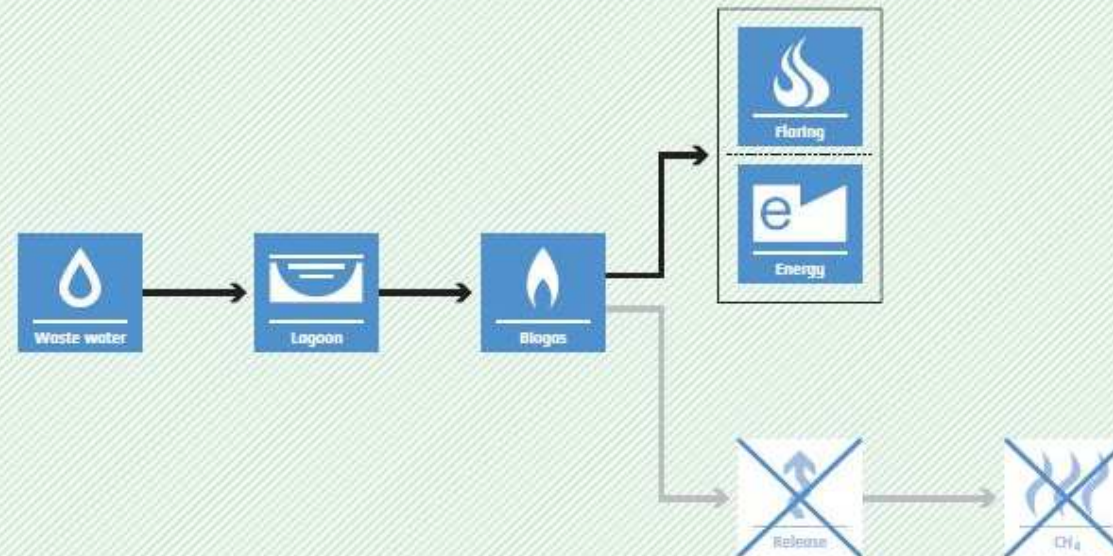 Flaring
e
Energy
Waste water
Lagoon
Biogas
Release
CH₄